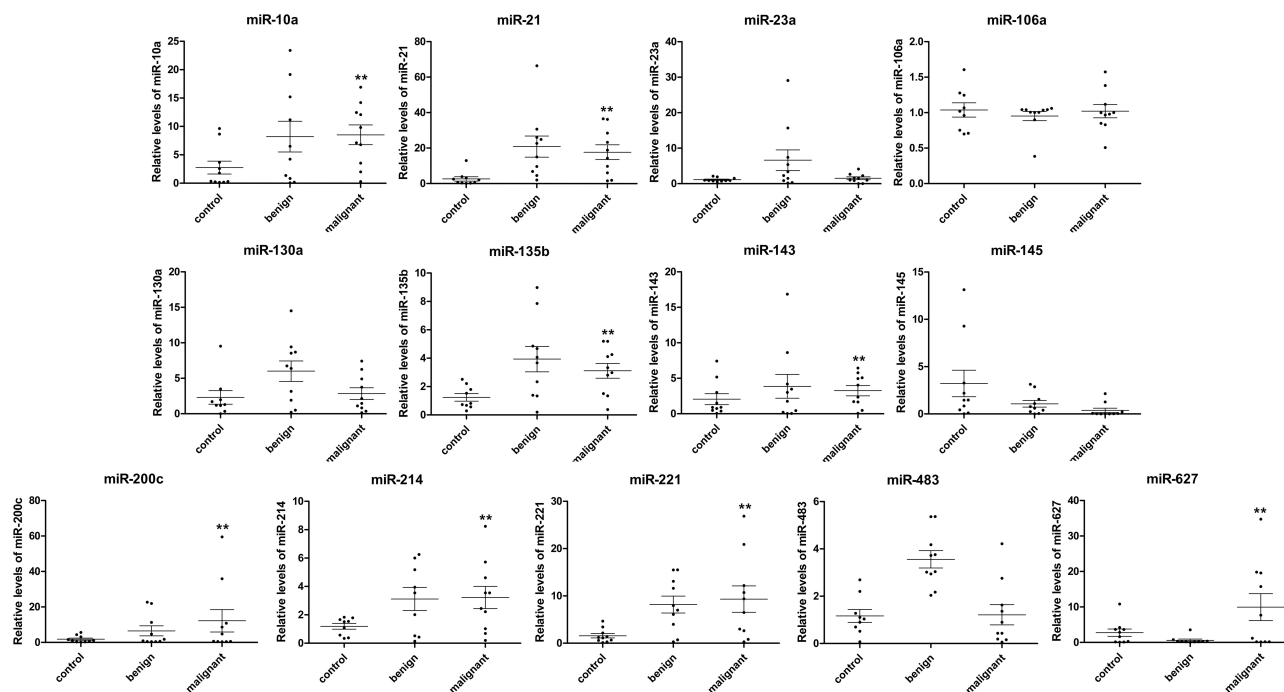 miR-10a
Relative levels of miR-10a
25
20
15
10
5
0
**
control
benign
malignant
miR-21
Relative levels of miR-21
80
60
40
20
0
**
control
benign
malignant
miR-23a
Relative levels of miR-23a
40
30
20
10
0
control
benign
malignant
miR-106a
Relative levels of miR-106a
2.0
1.5
1.0
0.5
0.0
control
benign
malignant
miR-130a
Relative levels of miR-130a
20
15
10
5
0
control
benign
malignant
miR-135b
Relative levels of miR-135b
10
8
6
4
2
0
**
control
benign
malignant
miR-143
Relative levels of miR-143
20
15
10
5
0
**
control
benign
malignant
miR-145
Relative levels of miR-145
15
10
5
0
control
benign
malignant
miR-200c
Relative levels of miR-200c
80
60
40
20
0
**
control
benign
malignant
miR-214
Relative levels of miR-214
10
8
6
4
2
0
**
control
benign
malignant
miR-221
Relative levels of miR-221
30
20
10
0
**
control
benign
malignant
miR-483
Relative levels of miR-483
6
4
2
0
control
benign
malignant
miR-627
Relative levels of miR-627
40
30
20
10
0
**
control
benign
malignant